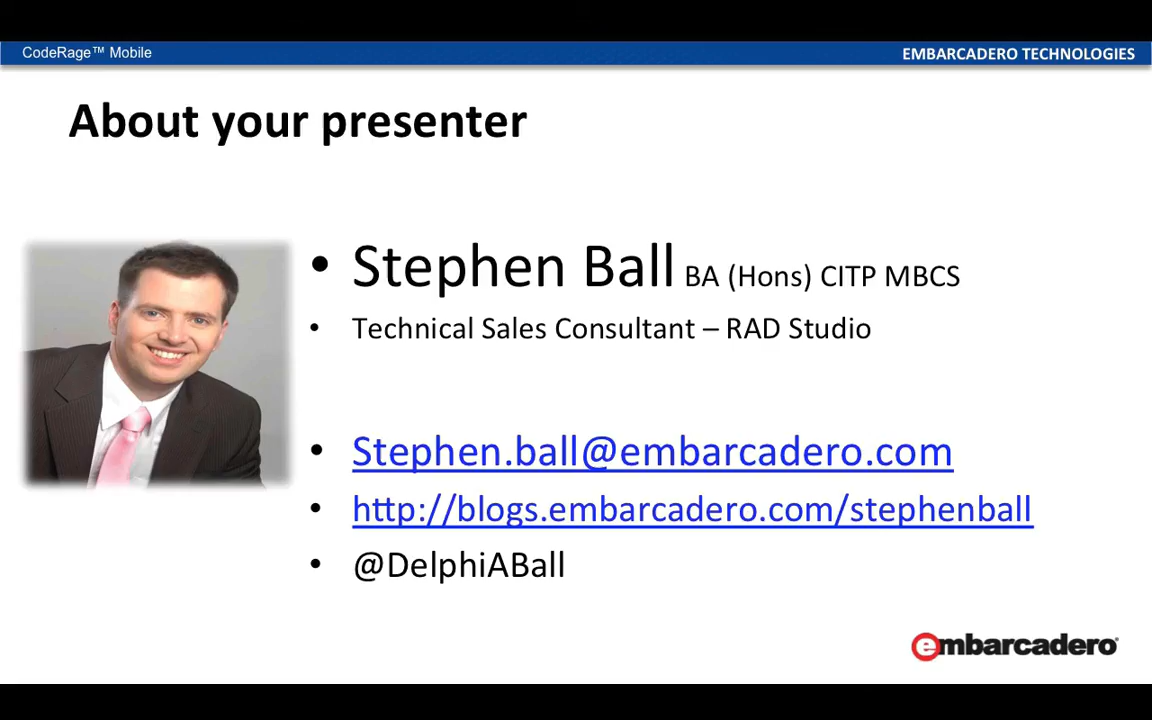 CodeRage™ Mobile
EMBARCADERO TECHNOLOGIES
About your presenter
• Stephen Ball BA (Hons) CITP MBCS
• Technical Sales Consultant – RAD Studio
• Stephen.ball@embarcadero.com
• http://blogs.embarcadero.com/stephenball
• @DelphiABall
embarcadero®